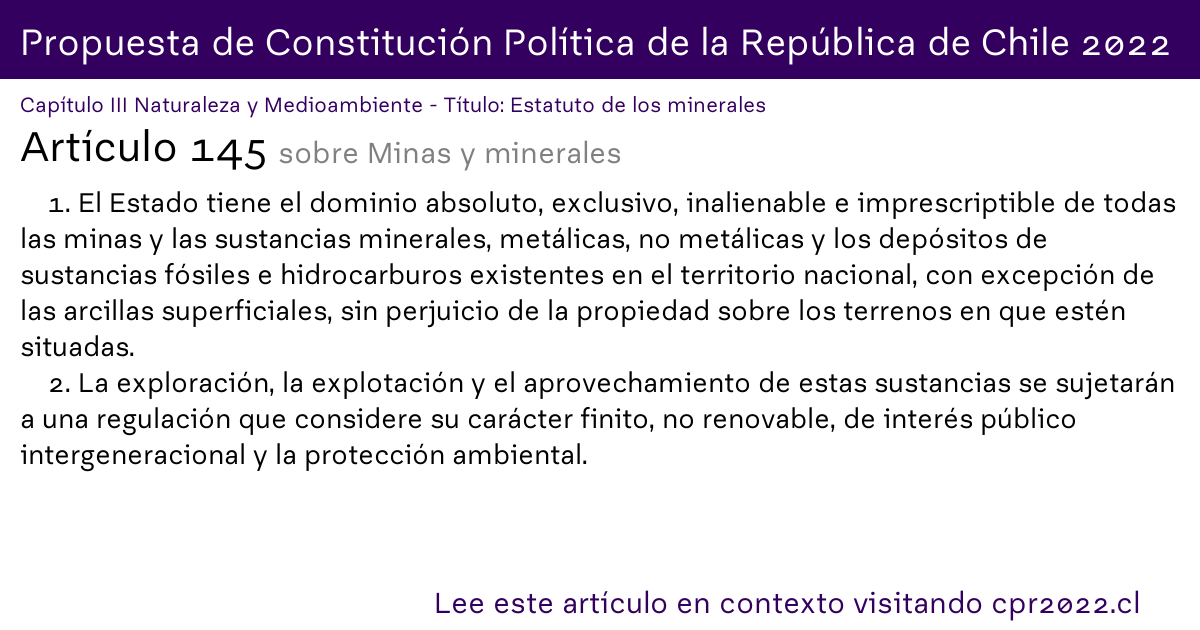 Propuesta de Constitución Política de la República de Chile 2022
Capítulo III Naturaleza y Medioambiente - Título: Estatuto de los minerales
Artículo 145 sobre Minas y minerales
1. El Estado tiene el dominio absoluto, exclusivo, inalienable e imprescriptible de todas
las minas y las sustancias minerales, metálicas, no metálicas y los depósitos de
sustancias fósiles e hidrocarburos existentes en el territorio nacional, con excepción de
las arcillas superficiales, sin perjuicio de la propiedad sobre los terrenos en que estén
situadas.
2. La exploración, la explotación y el aprovechamiento de estas sustancias se sujetarán
a una regulación que considere su carácter finito, no renovable, de interés público
intergeneracional y la protección ambiental.
Lee este artículo en contexto visitando cpr2022.cl